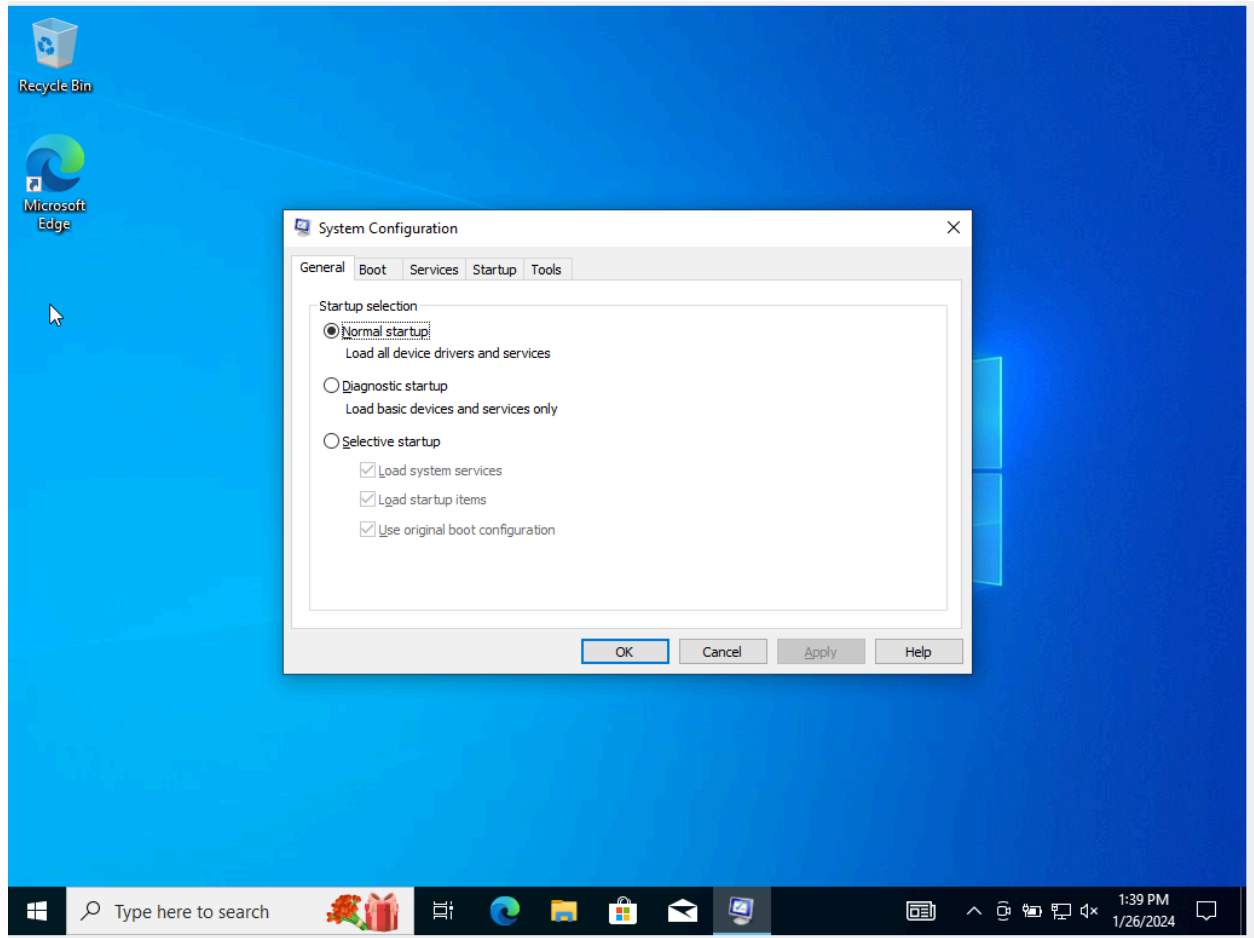 Recycle Bin
Microsoft
Edge
System Configuration
General Boot Services Startup Tools
Startup selection
Normal startup
Load all device drivers and services
Diagnostic startup
Load basic devices and services only
Selective startup
Load system services
Load startup items
Use original boot configuration
OK Cancel Apply Help
Type here to search
1:39 PM
1/26/2024